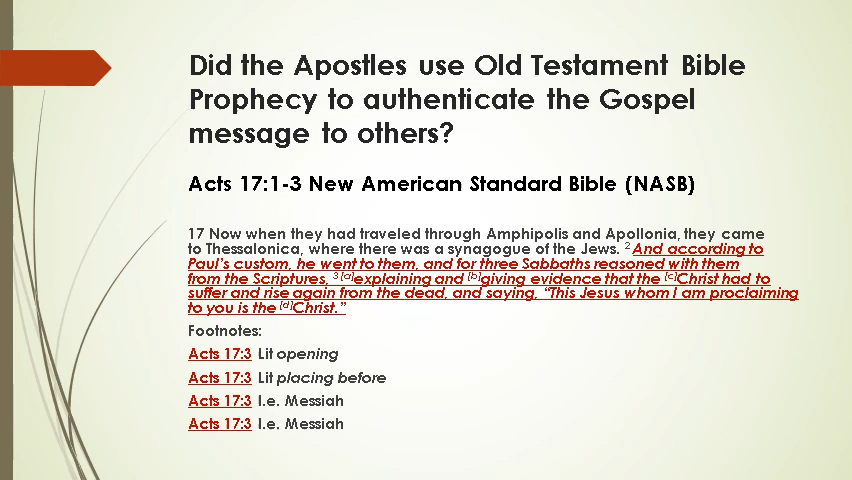 Did the Apostles use Old Testament Bible
Prophecy to authenticate the Gospel
message to others?
Acts 17:1-3 New American Standard Bible (NASB)
17 Now when they had traveled through Amphipolis and Apollonia, they came
to Thessalonica, where there was a synagogue of the Jews. 2 And according to
Paul’s custom, he went to them, and for three Sabbaths reasoned with them
from the Scriptures, 3 [a]explaining and [b]giving evidence that the [c]Christ had to
suffer and rise again from the dead, and saying, “This Jesus whom I am proclaiming
to you is the [d]Christ.”
Footnotes:
Acts 17:3 Lit opening
Acts 17:3 Lit placing before
Acts 17:3 I.e. Messiah
Acts 17:3 I.e. Messiah